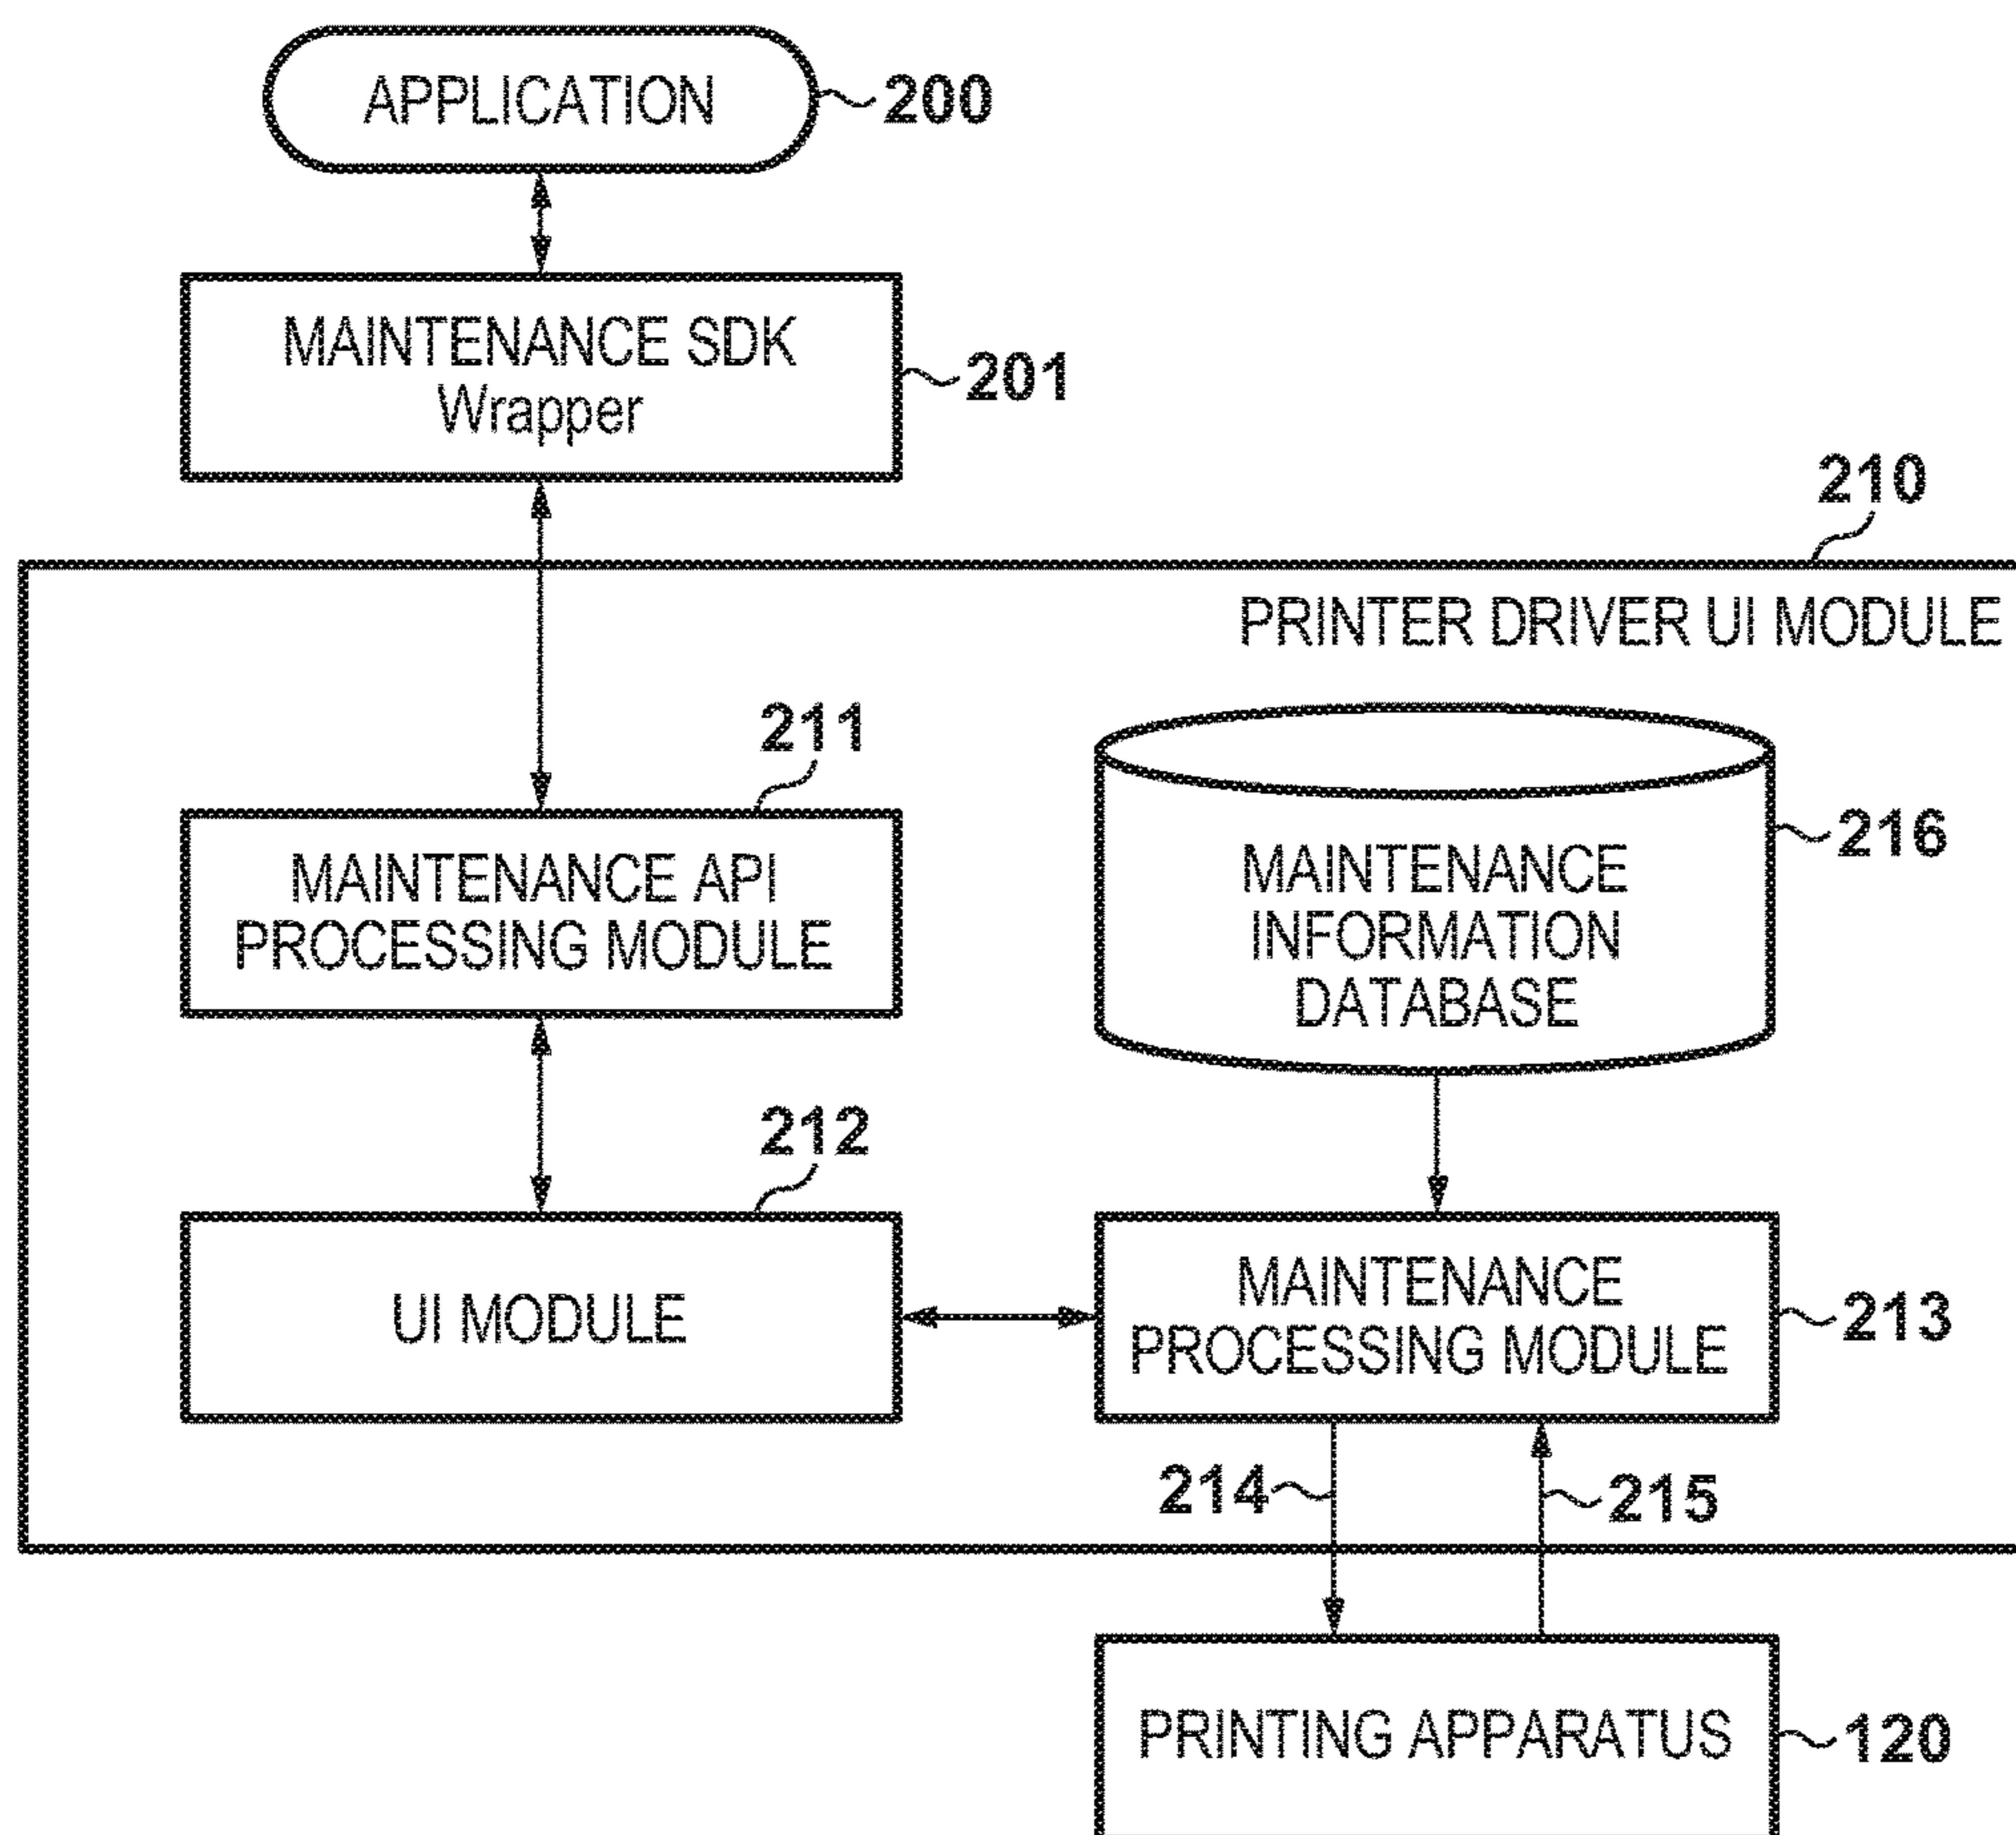 APPLICATION
200
MAINTENANCE SDK
Wrapper
201
210
PRINTER DRIVER UI MODULE
211
MAINTENANCE API
PROCESSING MODULE
216
MAINTENANCE
INFORMATION
DATABASE
212
UI MODULE
MAINTENANCE
PROCESSING MODULE
213
214
215
PRINTING APPARATUS
120